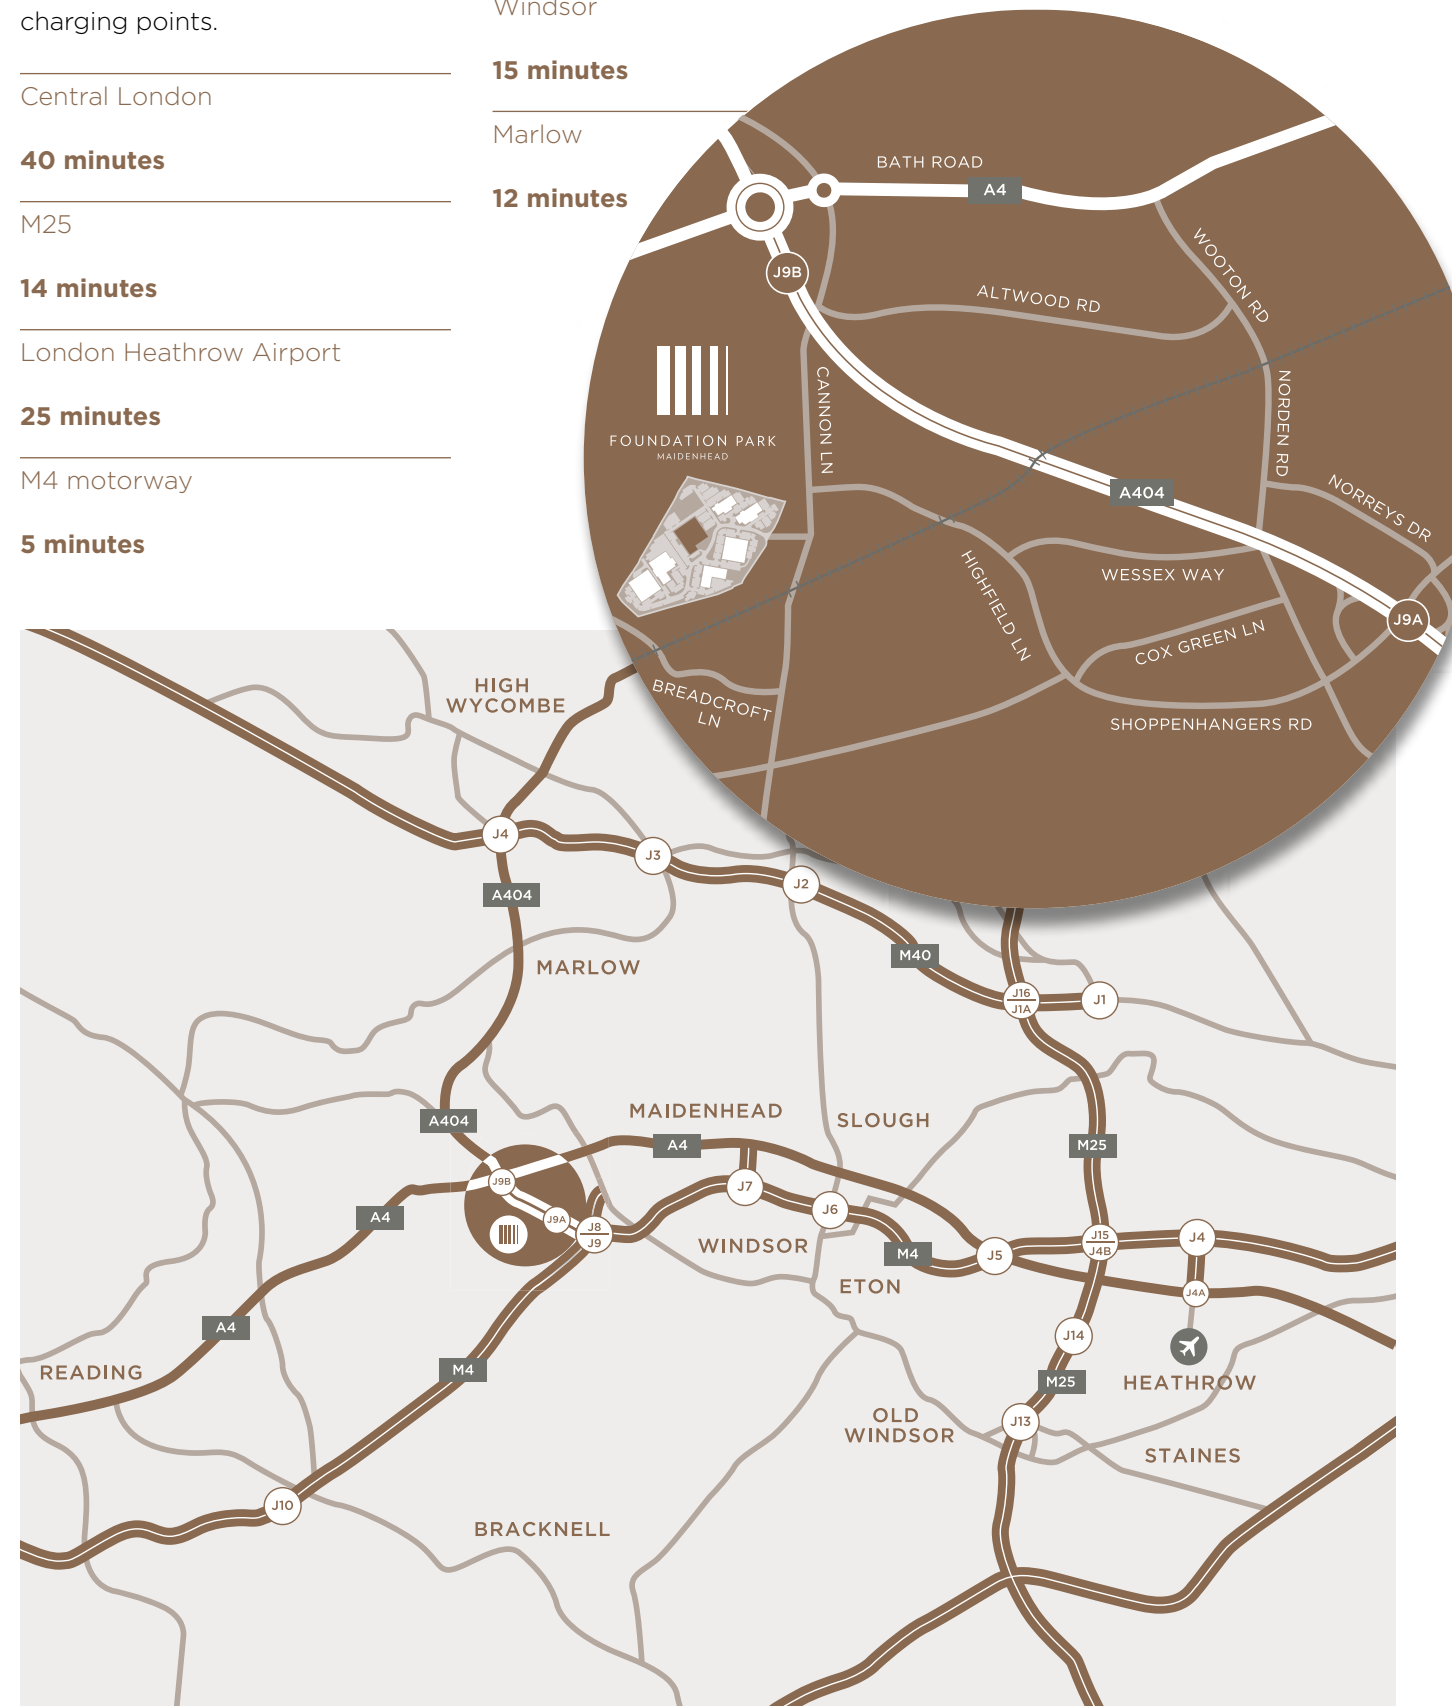 charging points.
Central London
40 minutes
M25
14 minutes
London Heathrow Airport
25 minutes
M4 motorway
5 minutes
Windsor
15 minutes
Marlow
12 minutes
BATH ROAD
A4
J9B
WOOTON RD
ALTWOOD RD
CANNON LN
NORDEN RD
FOUNDATION PARK
MAIDENHEAD
A404
NORREYS DR
HIGHFIELD LN
WESSEX WAY
J9A
COX GREEN LN
BREADCROFT
LN
SHOPPENHANGERS RD
HIGH
WYCOMBE
J4
J3
J2
A404
M40
MARLOW
J16
J1A
J1
A404
MAIDENHEAD
SLOUGH
A4
M25
J9B
J7
J6
A4
J9A
J8
J9
WINDSOR
M4
J5
J15
J4B
J4
ETON
J4A
A4
J14
READING
M4
M25
HEATHROW
OLD
WINDSOR
J13
STAINES
J10
BRACKNELL